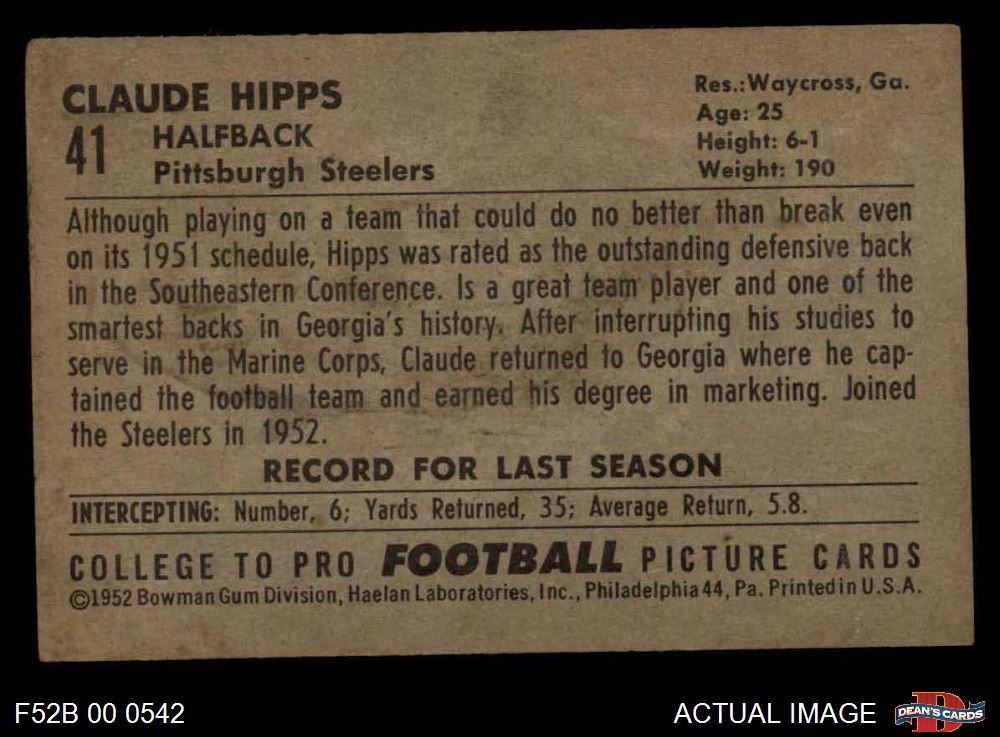 CLAUDE HIPPS
41 HALFBACK
Pittsburgh Steelers
Res.: Waycross, Ga.
Age: 25
Height: 6-1
Weight: 190
Although playing on a team that could do no better than break even
on its 1951 schedule, Hipps was rated as the outstanding defensive back
in the Southeastern Conference. Is a great team player and one of the
smartest backs in Georgia's history. After interrupting his studies to
serve in the Marine Corps, Claude returned to Georgia where he cap-
tained the football team and earned his degree in marketing. Joined
the Steelers in 1952.
RECORD FOR LAST SEASON
INTERCEPTING: Number, 6; Yards Returned, 35; Average Return, 5.8.
COLLEGE TO PRO FOOTBALL PICTURE CARDS
©1952 Bowman Gum Division, Haelan Laboratories, Inc., Philadelphia 44, Pa. Printed in U.S.A.
F52B 00 0542
ACTUAL IMAGE
D
DEAN'S CARDS